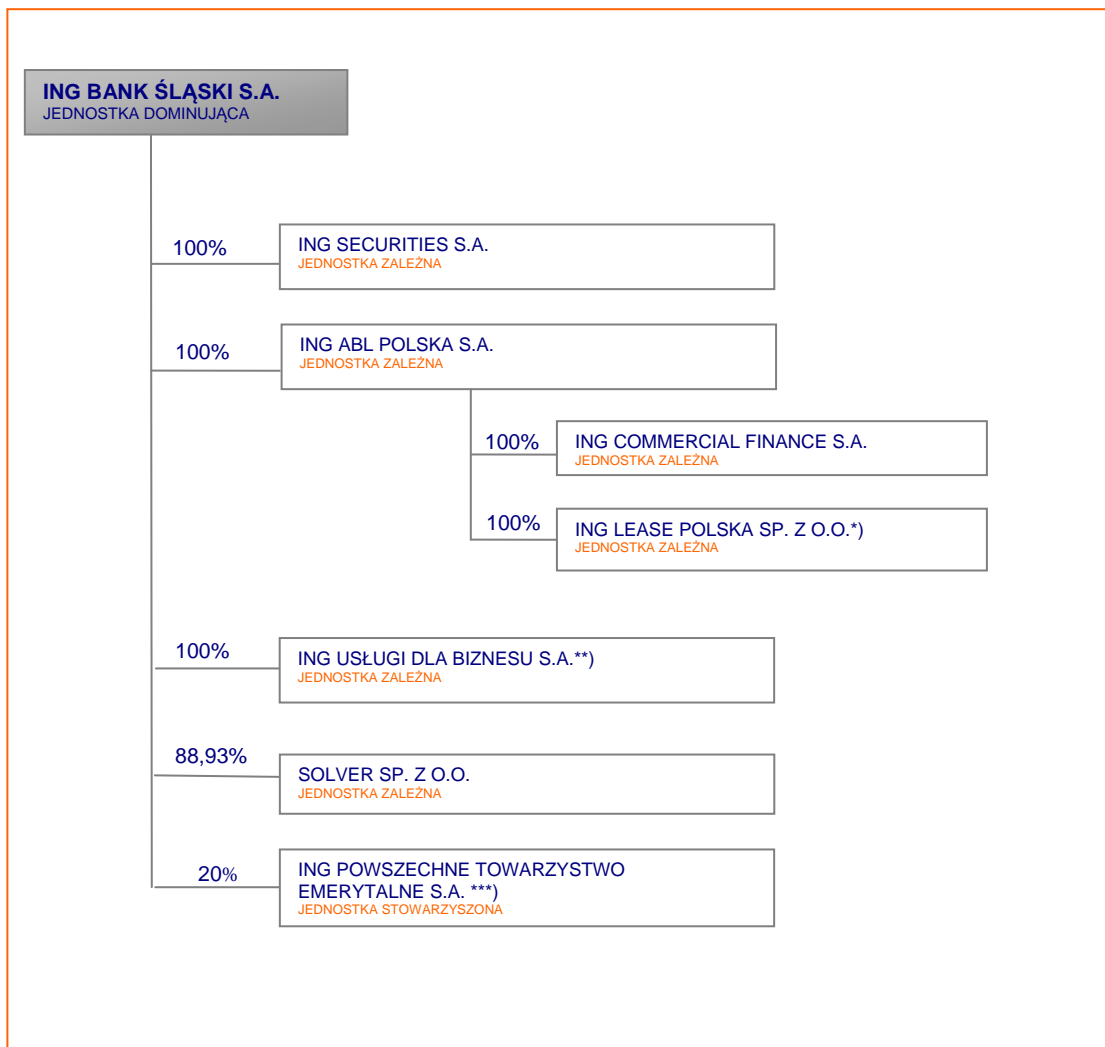 ING BANK ŚLĄSKI S.A.
JEDNOSTKA DOMINUJĄCA
100%
ING SECURITIES S.A.
JEDNOSTKA ZALEŻNA
100%
ING ABL POLSKA S.A.
JEDNOSTKA ZALEŻNA
100%
ING COMMERCIAL FINANCE S.A.
JEDNOSTKA ZALEŻNA
100%
ING LEASE POLSKA SP. Z O.O.*)
JEDNOSTKA ZALEŻNA
100%
ING USŁUGI DLA BIZNESU S.A.**)
JEDNOSTKA ZALEŻNA
88,93%
SOLVER SP. Z O.O.
JEDNOSTKA ZALEŻNA
20%
ING POWSZECHNE TOWARZYSTWO
EMERYTALNE S.A. ***)
JEDNOSTKA STOWARZYSZONA